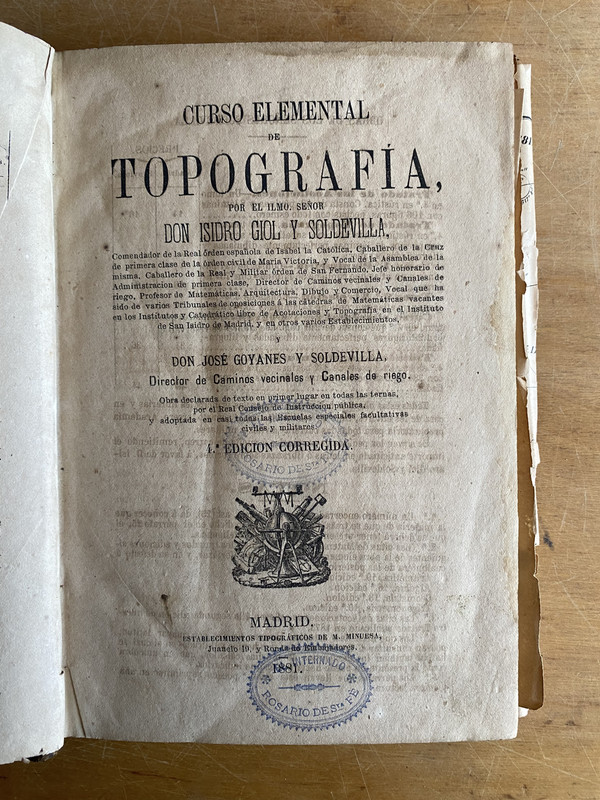 CURSO ELEMENTAL
DE
TOPOGRAFÍA,
POR EL ILMO. SEÑOR
DON ISIDRO GIOL Y SOLDEVILLA,
Comendador de la Real órden española de Isabel la Católica, Caballero de la Cruz
de primera clase de la órden civil de María Victoria, y Vocal de la Asamblea de la
misma, Caballero de la Real y Militar órden de San Fernando, Jefe honorario de
Administracion de primera clase, Director de Caminos vecinales y Canales de
riego, Profesor de Matemáticas, Arquitectura, Dibujo y Comercio, Vocal que ha
sido de varios Tribunales de oposiciones á las cátedras de Matemáticas vacantes
en los Institutos y Catedrático libre de Acotaciones y Topografía en el Instituto
de San Isidro de Madrid, y en otros varios Establecimientos,
Y
DON JOSÉ GOYANES Y SOLDEVILLA,
Director de Caminos vecinales y Canales de riego.
Obra declarada de texto en primer lugar en todas las ternas,
por el Real Consejo de Instruccion pública,
y adoptada en casi todas las Escuelas especiales facultativas
civiles y militares.
4.ª EDICION CORREGIDA.
ROSARIO DE STA FÉ
MADRID,
ESTABLECIMIENTOS TIPOGRÁFICOS DE M. MINUESA,
Juanelo 19, y Ronda de Embajadores.
1881.
ROSARIO DE STA FÉ